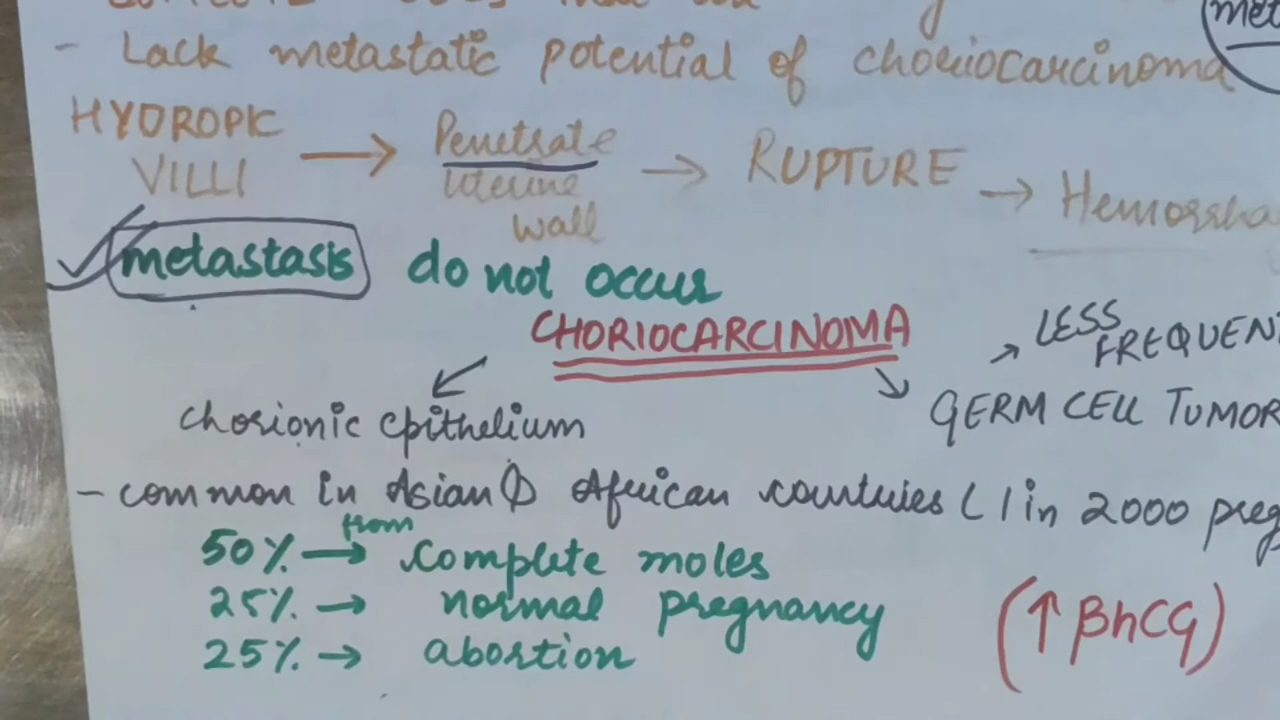 - Lack metastatic potential of choriocarcinoma
met
HYDROPIC VILLI → Penetrate uterine wall → RUPTURE → Hemorrha
metastasis do not occur
CHORIOCARCINOMA
LESS FREQUEN
chorionic epithelium
GERM CELL TUMOR
- common in Asian & African countries (1 in 2000 preg
50% → from complete moles
25% → normal pregnancy
25% → abortion
(↑ βhCG)